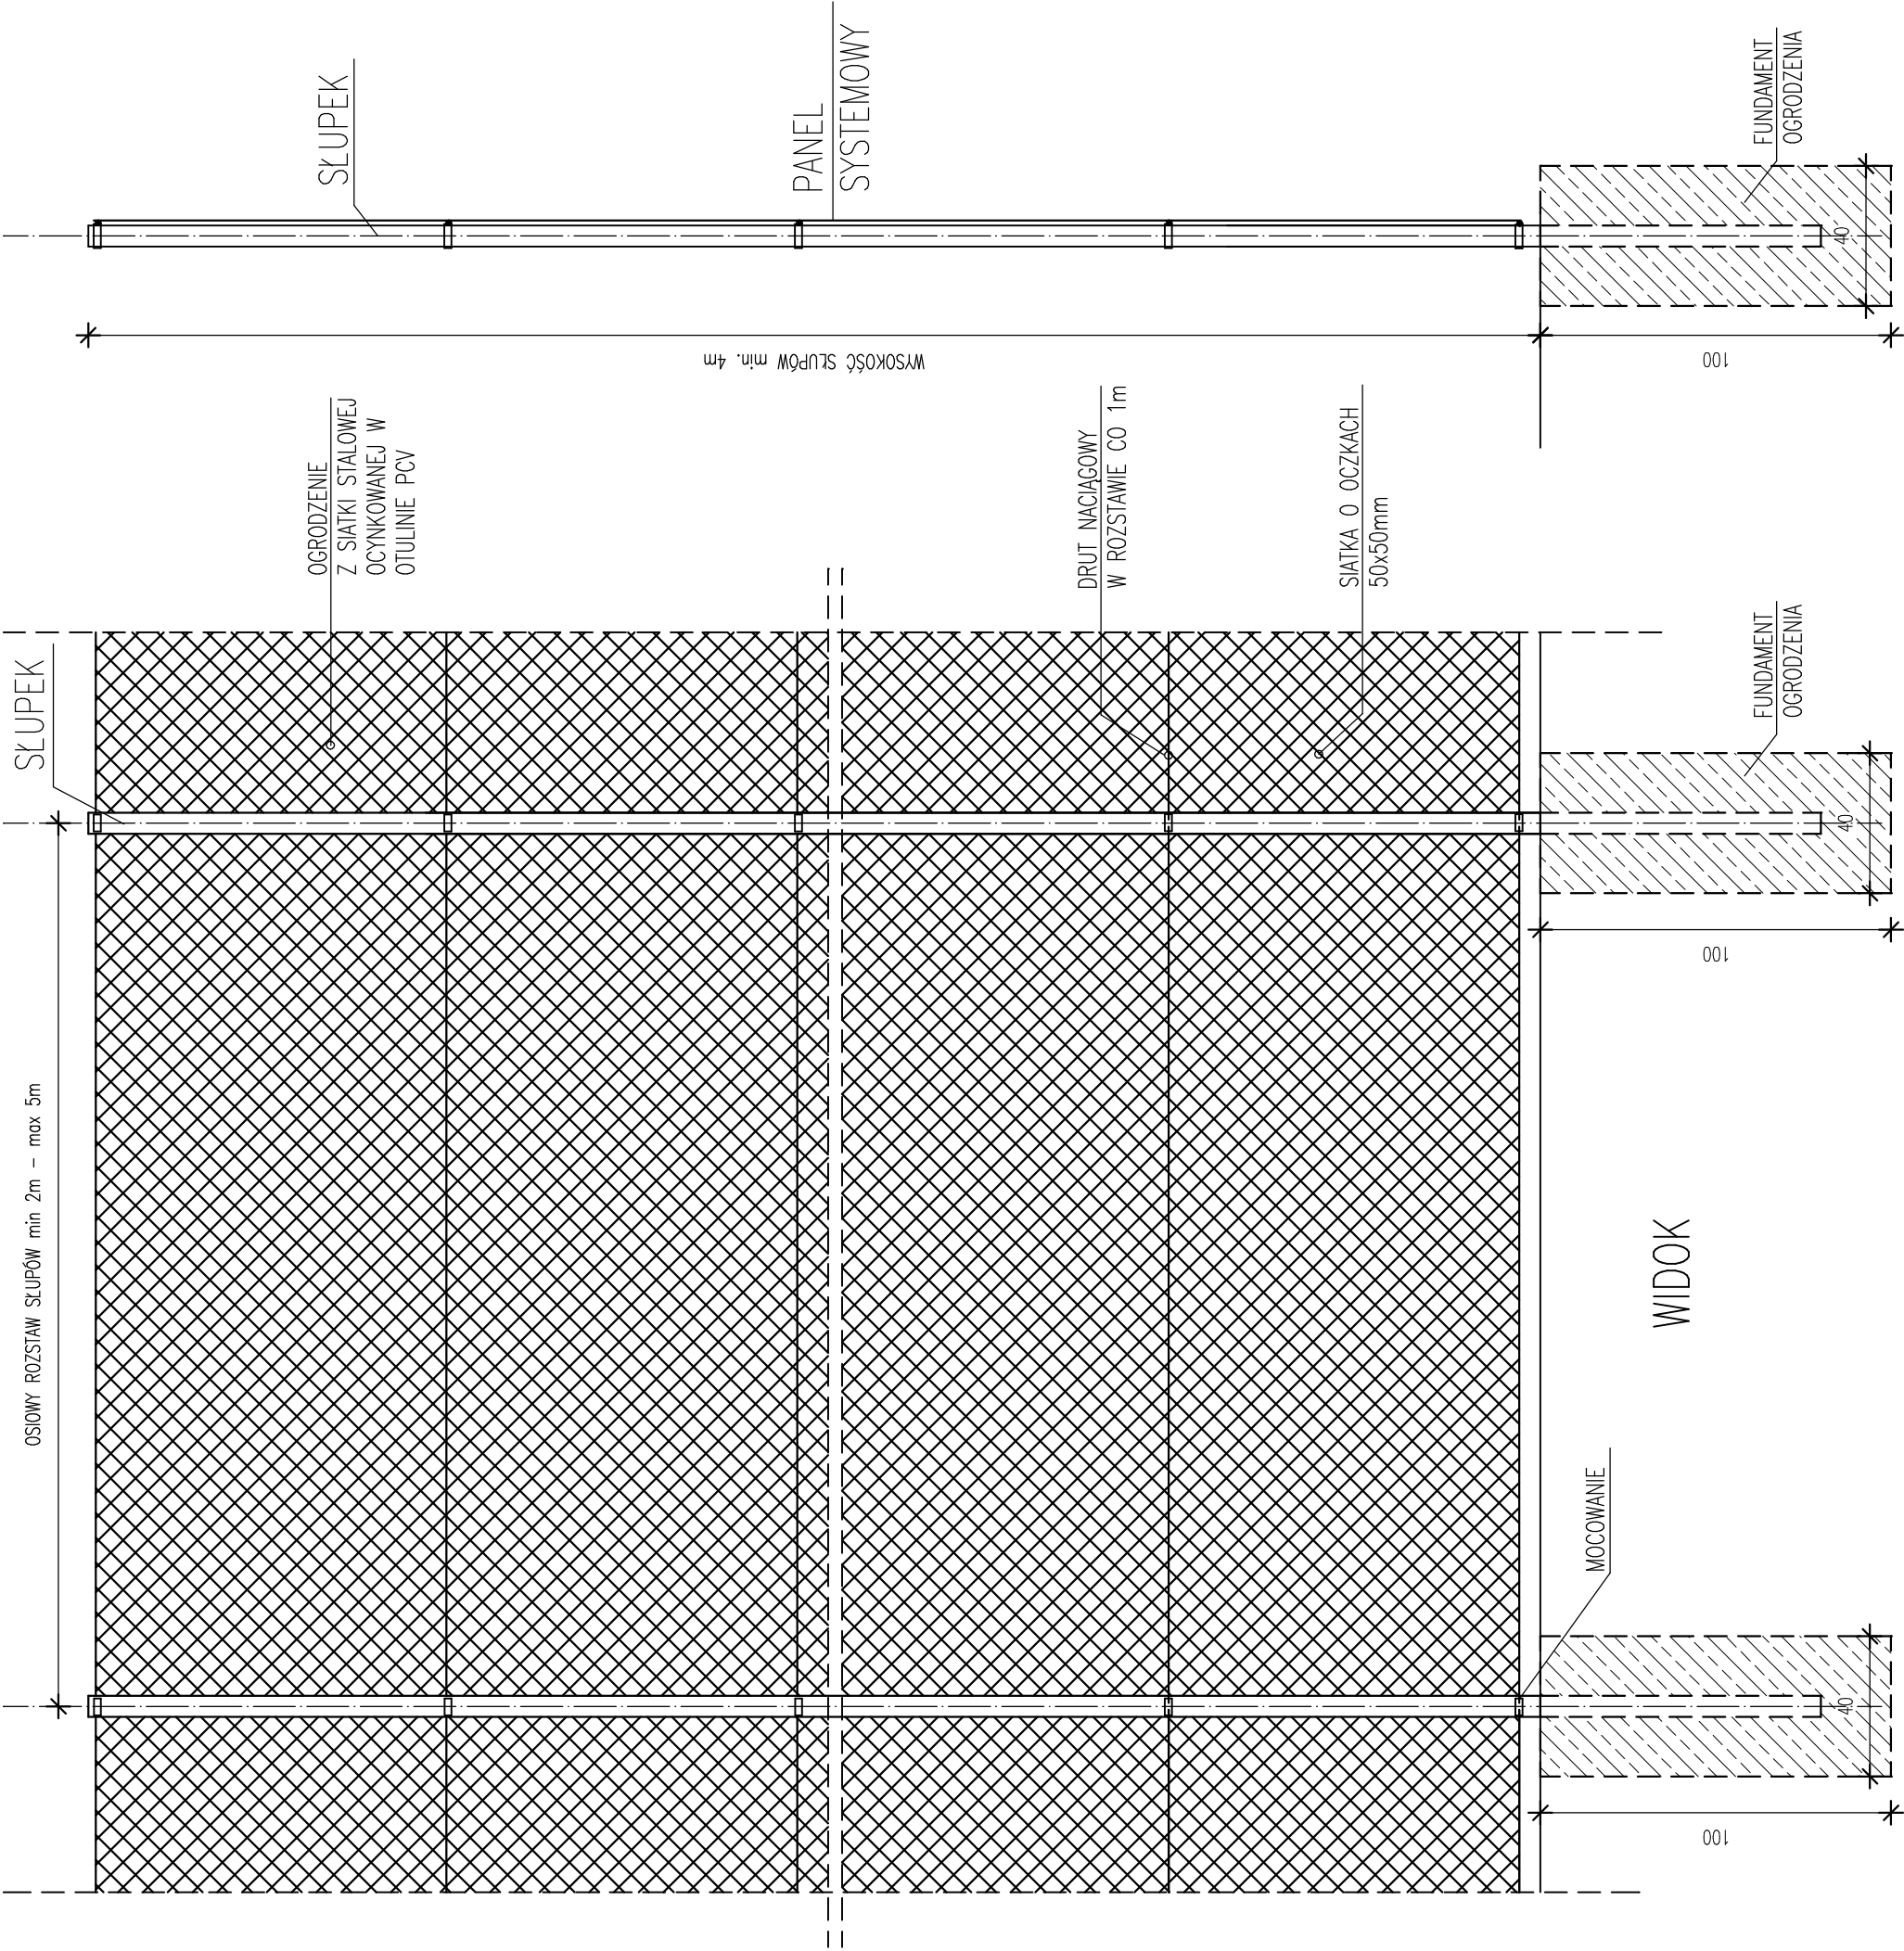 SŁUPEK
PANEL
SYSTEMOWY
FUNDAMENT
OGRODZENIA
40
WYSOKOŚĆ SŁUPÓW min. 4m
100
OGRODZENIE
Z SIATKI STALOWEJ
OCYNKOWANEJ W
OTULINIE PCV
DRUT NACIĄGOWY
W ROZSTAWIE CO 1m
SIATKA O OCZKACH
50x50mm
SŁUPEK
FUNDAMENT
OGRODZENIA
40
100
OSIOWY ROZSTAW SŁUPÓW min 2m - max 5m
WIDOK
MOCOWANIE
40
100